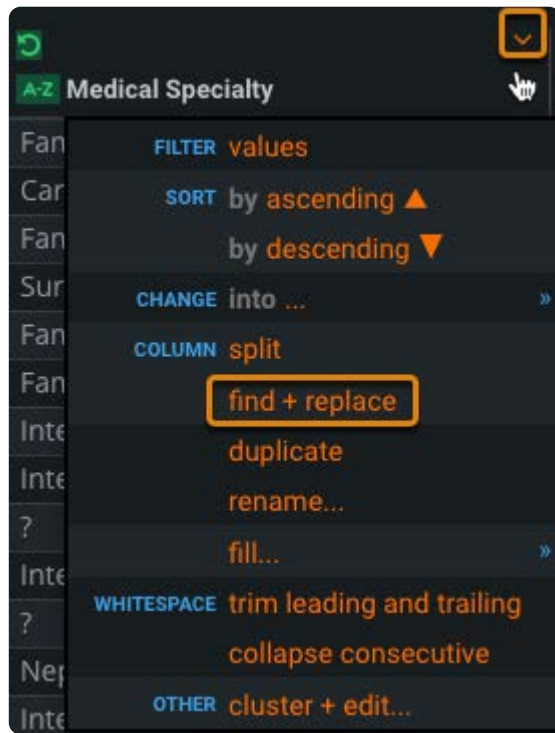 A-Z Medical Specialty
Fan FILTER values
Car SORT by ascending ▲
Fan by descending ▼
Sur CHANGE into ... »
Fan COLUMN split
Fan find + replace
Inte duplicate
Inte rename...
? fill... »
Inte WHITESPACE trim leading and trailing
? collapse consecutive
Nep OTHER cluster + edit...
Inte